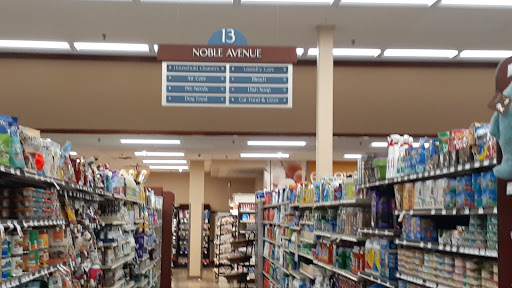 13
NOBLE AVENUE
Household Cleaners
Laundry Care
Air Care
Bleach
Pet Needs
Dish Soap
Dog Food
Cat Food & Litter